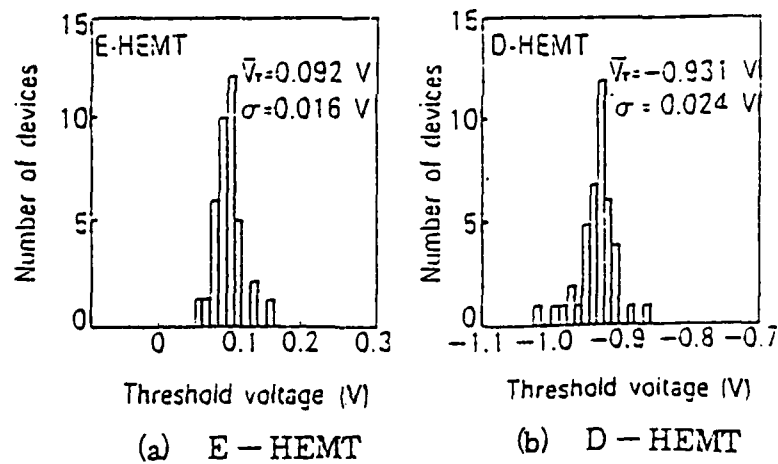 E-HEMT
V̄T=0.092 V
σ=0.016 V
Number of devices
15
10
5
0
0 0.1 0.2 0.3
Threshold voltage (V)
(a) E-HEMT
D-HEMT
V̄T=-0.931 V
σ=0.024 V
Number of devices
15
10
5
0
-1.1 -1.0 -0.9 -0.8 -0.7
Threshold voltage (V)
(b) D-HEMT